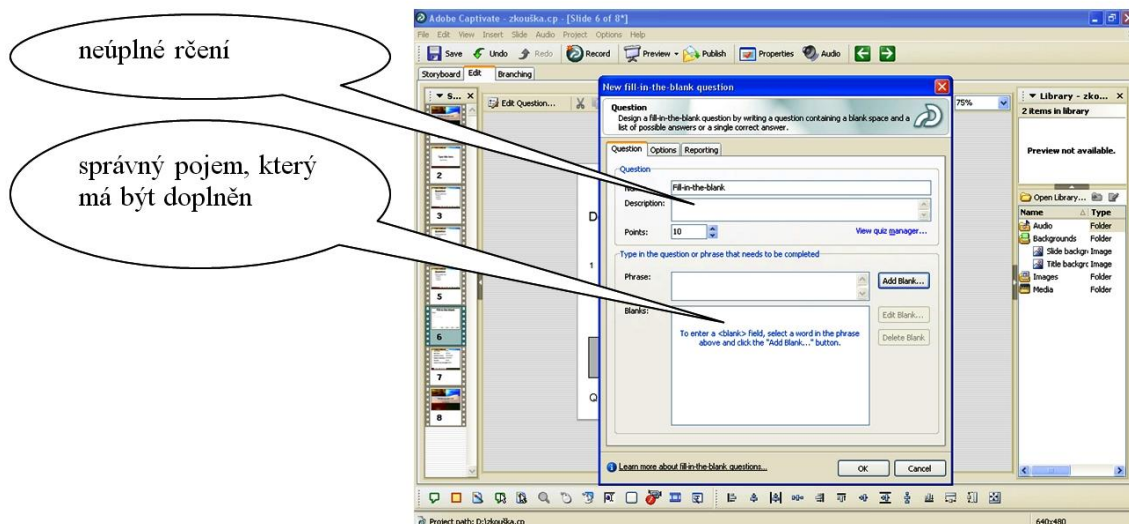 neúplné rčení
správný pojem, který
má být doplněn
Adobe Captivate - zkouška.cp - [Slide 6 of 8*]
File Edit View Insert Slide Audio Project Options Help
Save Undo Redo Record Preview Publish Properties Audio
Storyboard Edit Branching
S...
Edit Question...
75%
2
3
5
6
7
8
New fill-in-the-blank question
Question
Design a fill-in-the-blank question by writing a question containing a blank space and a
list of possible answers or a single correct answer.
Question Options Reporting
Question
Fill-in-the-blank
Description:
Points: 10 View quiz manager...
Type in the question or phrase that needs to be completed
Phrase: Add Blank...
Blanks: Edit Blank...
To enter a <blank> field, select a word in the phrase
above and click the "Add Blank..." button.
Delete Blank
Learn more about fill-in-the-blank questions...
OK Cancel
Library - zko...
2 items in library
Preview not available.
Open Library...
Name Type
Audio Folder
Backgrounds Folder
Slide backgr Image
Title backgrc Image
Images Folder
Media Folder
Project path: D:\zkouška.cp 640x480